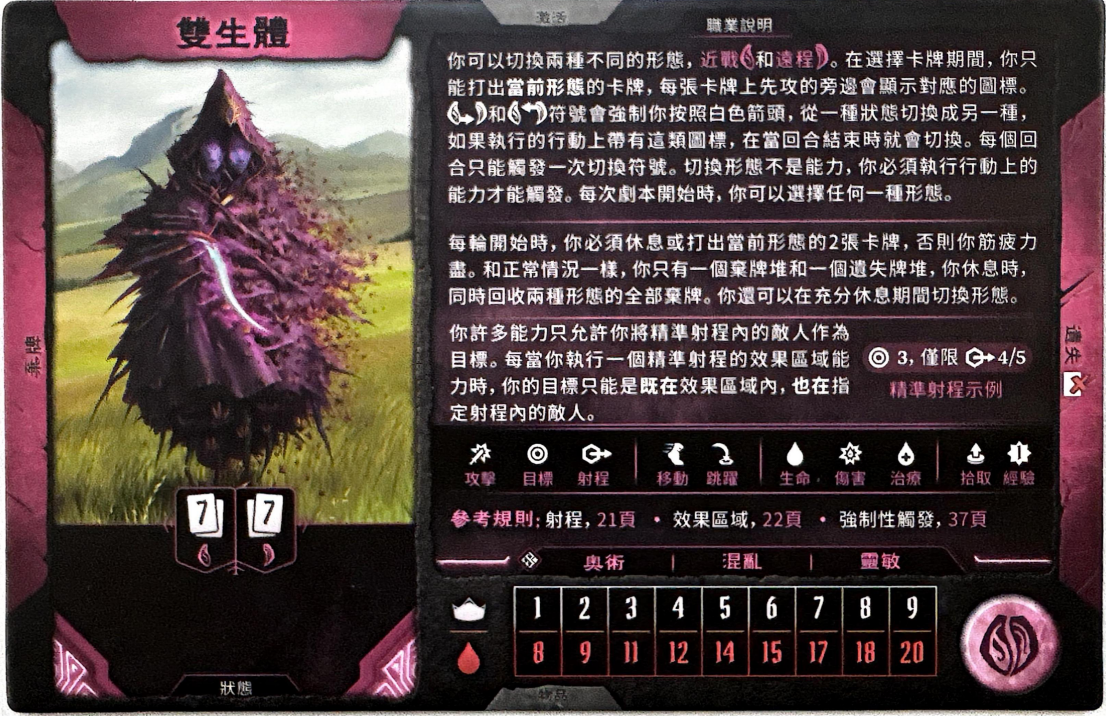 激活
雙生體
職業說明
你可以切換兩種不同的形態，近戰和遠程。在選擇卡牌期間，你只
能打出當前形態的卡牌，每張卡牌上先攻的旁邊會顯示對應的圖標。
和符號會強制你按照白色箭頭，從一種狀態切換成另一種，
如果執行的行動上帶有這類圖標，在當回合結束時就會切換。每個回
合只能觸發一次切換符號。切換形態不是能力，你必須執行行動上的
能力才能觸發。每次劇本開始時，你可以選擇任何一種形態。
每輪開始時，你必須休息或打出當前形態的2張卡牌，否則你筋疲力
盡。和正常情況一樣，你只有一個棄牌堆和一個遺失牌堆，你休息時，
同時回收兩種形態的全部棄牌。你還可以在充分休息期間切換形態。
你許多能力只允許你將精準射程內的敵人作為
目標。每當你執行一個精準射程的效果區域能
力時，你的目標只能是既在效果區域內，也在指
定射程內的敵人。
3，僅限 4/5
精準射程示例
棄牌
遺失
攻擊 目標 射程 移動 跳躍 生命 傷害 治療 拾取 經驗
7 7
參考規則：射程，21頁 • 效果區域，22頁 • 強制性觸發，37頁
奧術 | 混亂 | 靈敏
1 2 3 4 5 6 7 8 9
8 9 11 12 14 15 17 18 20
狀態
物品